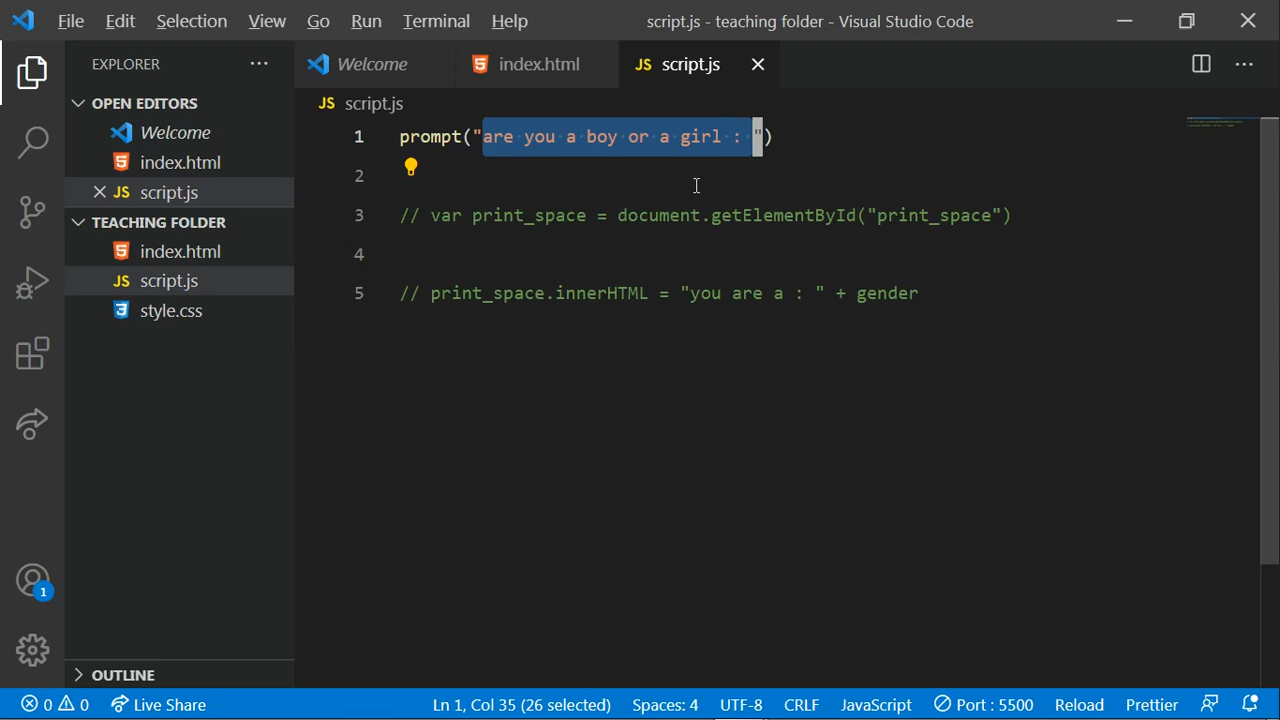 File Edit Selection View Go Run Terminal Help script.js - teaching folder - Visual Studio Code
EXPLORER ...
Welcome index.html JS script.js
OPEN EDITORS
Welcome
index.html
JS script.js
TEACHING FOLDER
index.html
JS script.js
style.css
OUTLINE
JS script.js
1 prompt("are you a boy or a girl : ")
2
3 // var print_space = document.getElementById("print_space")
4
5 // print_space.innerHTML = "you are a : " + gender
1
0 0 Live Share Ln 1, Col 35 (26 selected) Spaces: 4 UTF-8 CRLF JavaScript Port : 5500 Reload Prettier